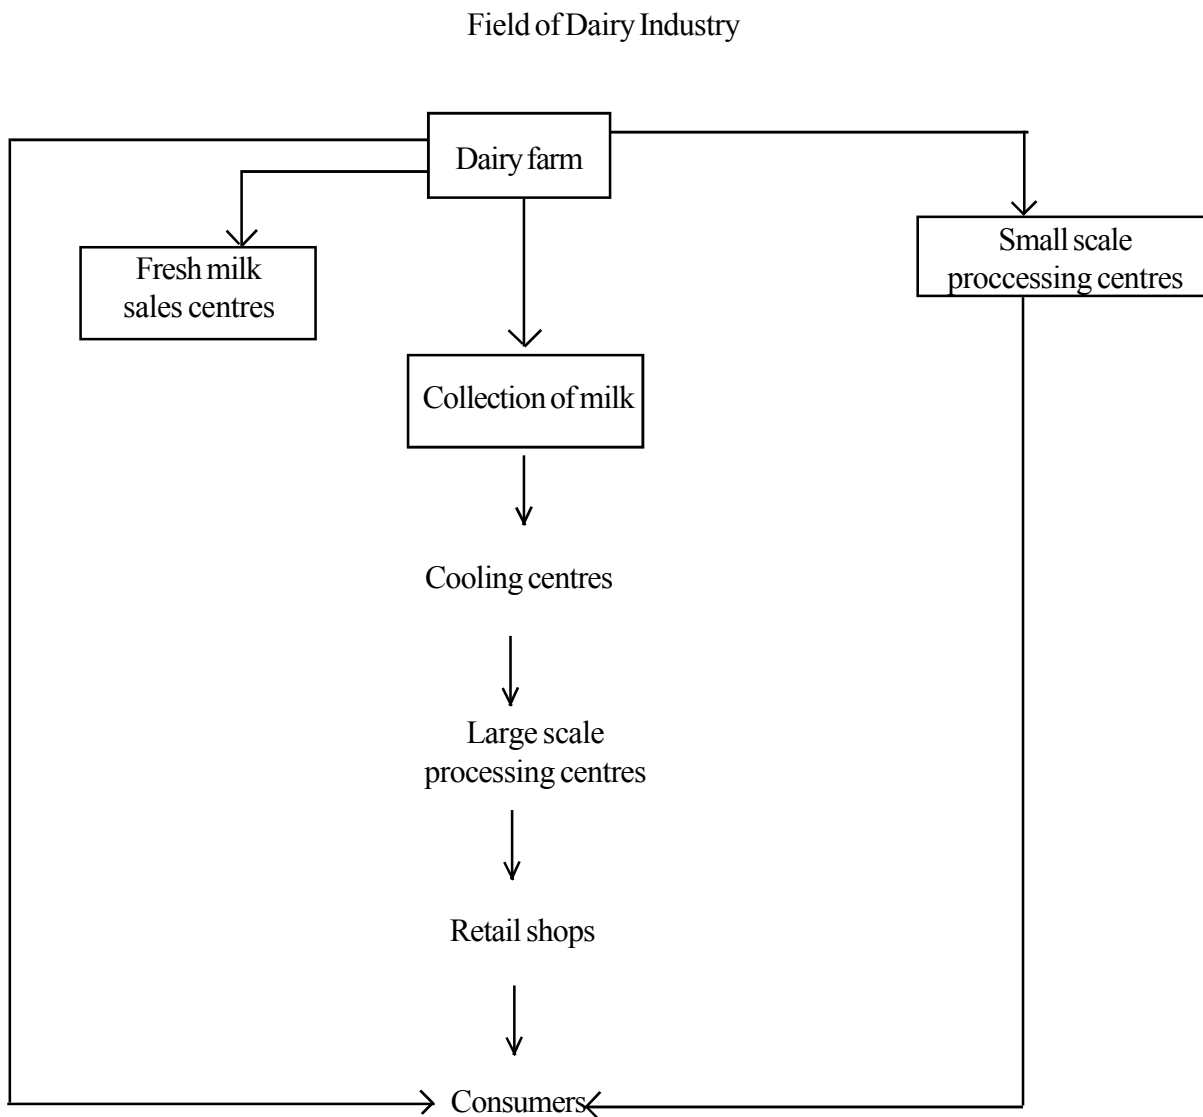 Field of Dairy Industry
Dairy farm
Fresh milk
sales centres
Small scale
proccessing centres
Collection of milk
Cooling centres
Large scale
processing centres
Retail shops
Consumers